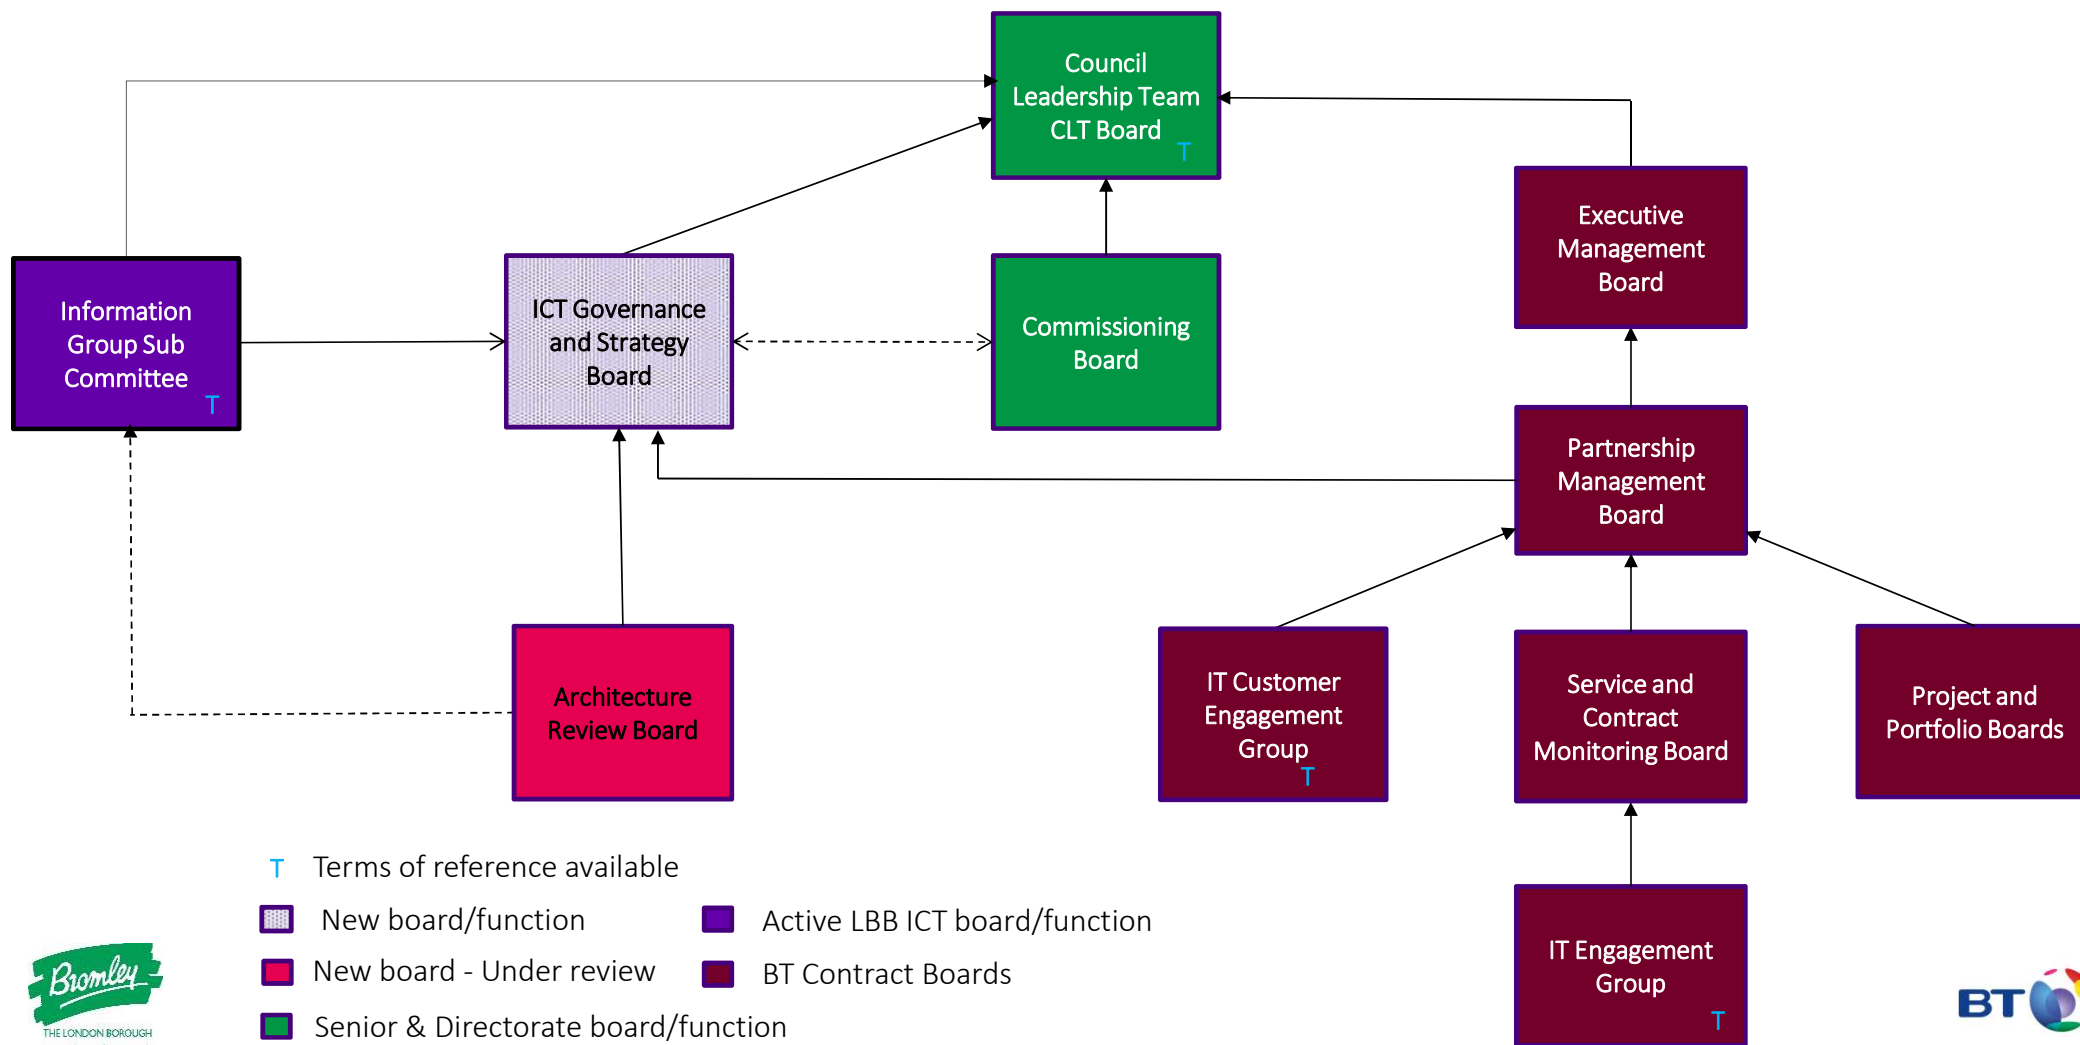 Council
Leadership Team
CLT Board
T
Executive
Management
Board
Information
Group Sub
Committee
T
ICT Governance
and Strategy
Board
Commissioning
Board
Partnership
Management
Board
Architecture
Review Board
IT Customer
Engagement
Group
T
Service and
Contract
Monitoring Board
Project and
Portfolio Boards
IT Engagement
Group
T
T Terms of reference available
New board/function
Active LBB ICT board/function
New board - Under review
BT Contract Boards
Senior & Directorate board/function
Bromley
THE LONDON BOROUGH
BT